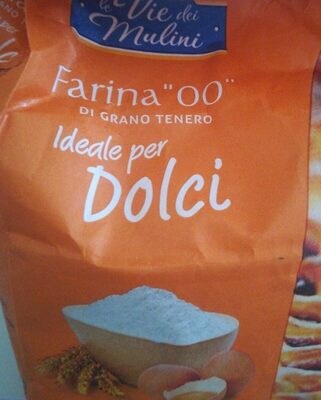 le Vie dei
Mulini
Farina "00"
DI GRANO TENERO
Ideale per
Dolci